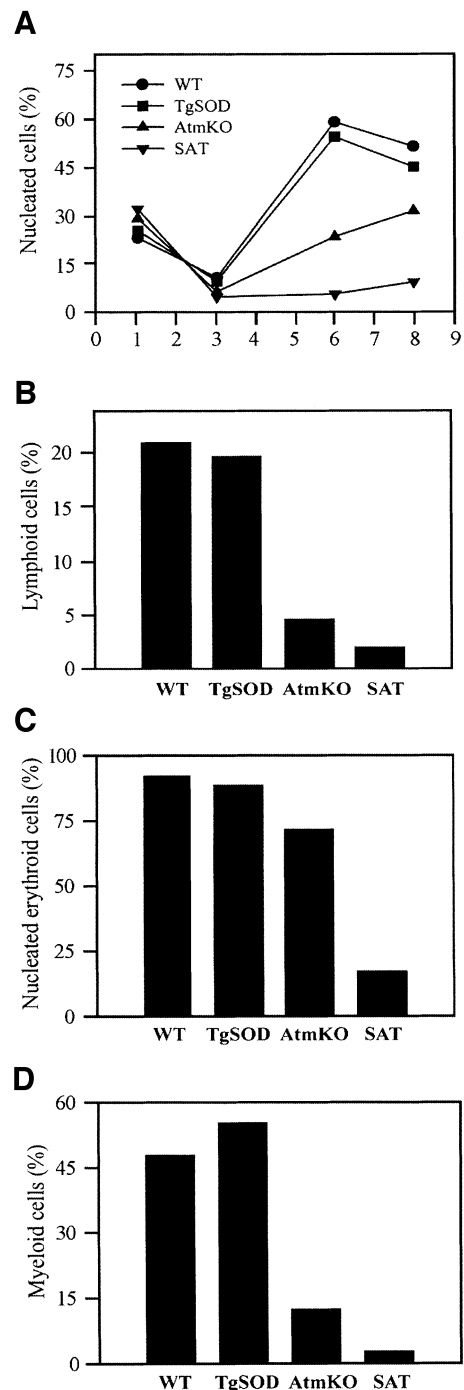 A
Nucleated cells (%)
75
60
45
30
15
0
WT
TgSOD
AtmKO
SAT
0 1 2 3 4 5 6 7 8 9
B
Lymphoid cells (%)
20
15
10
5
0
WT TgSOD AtmKO SAT
C
Nucleated erythroid cells (%)
100
75
50
25
0
WT TgSOD AtmKO SAT
D
Myeloid cells (%)
60
45
30
15
0
WT TgSOD AtmKO SAT